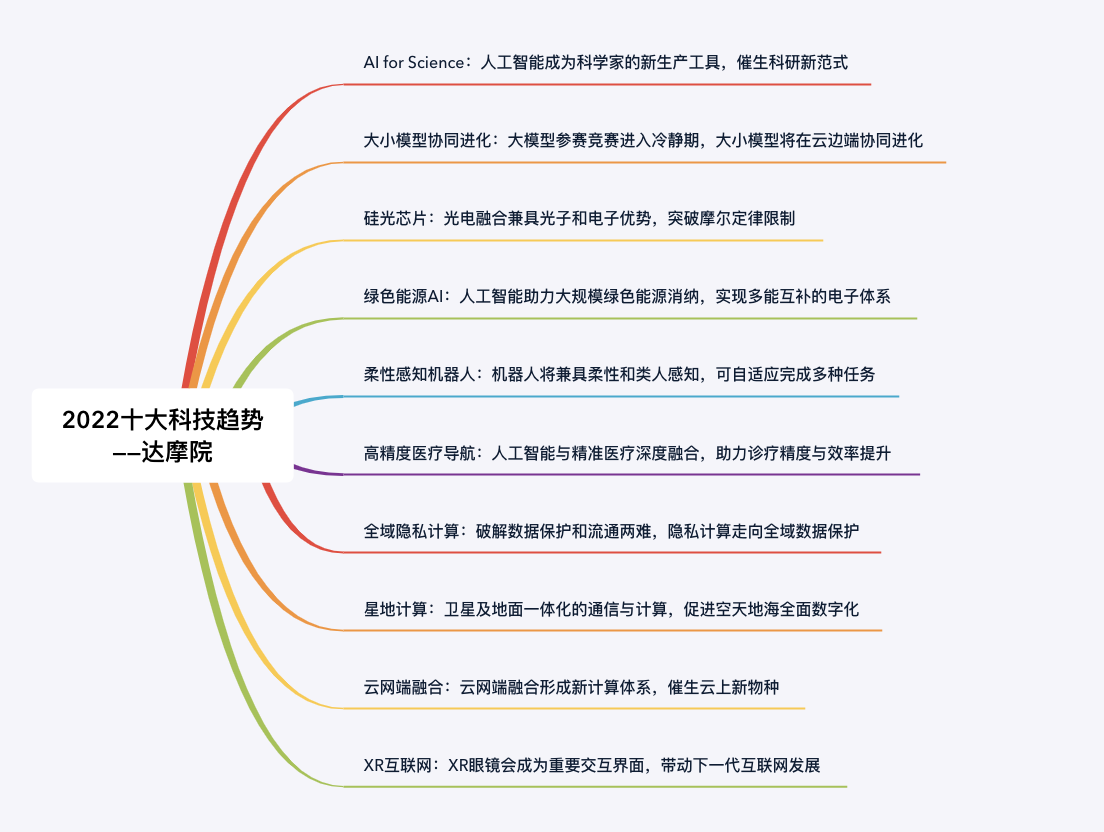 AI for Science：人工智能成为科学家的新生产工具，催生科研新范式
大小模型协同进化：大模型参赛竞赛进入冷静期，大小模型将在云边端协同进化
硅光芯片：光电融合兼具光子和电子优势，突破摩尔定律限制
绿色能源AI：人工智能助力大规模绿色能源消纳，实现多能互补的电子体系
柔性感知机器人：机器人将兼具柔性和类人感知，可自适应完成多种任务
2022十大科技趋势
——达摩院
高精度医疗导航：人工智能与精准医疗深度融合，助力诊疗精度与效率提升
全域隐私计算：破解数据保护和流通两难，隐私计算走向全域数据保护
星地计算：卫星及地面一体化的通信与计算，促进空天地海全面数字化
云网端融合：云网端融合形成新计算体系，催生云上新物种
XR互联网：XR眼镜会成为重要交互界面，带动下一代互联网发展